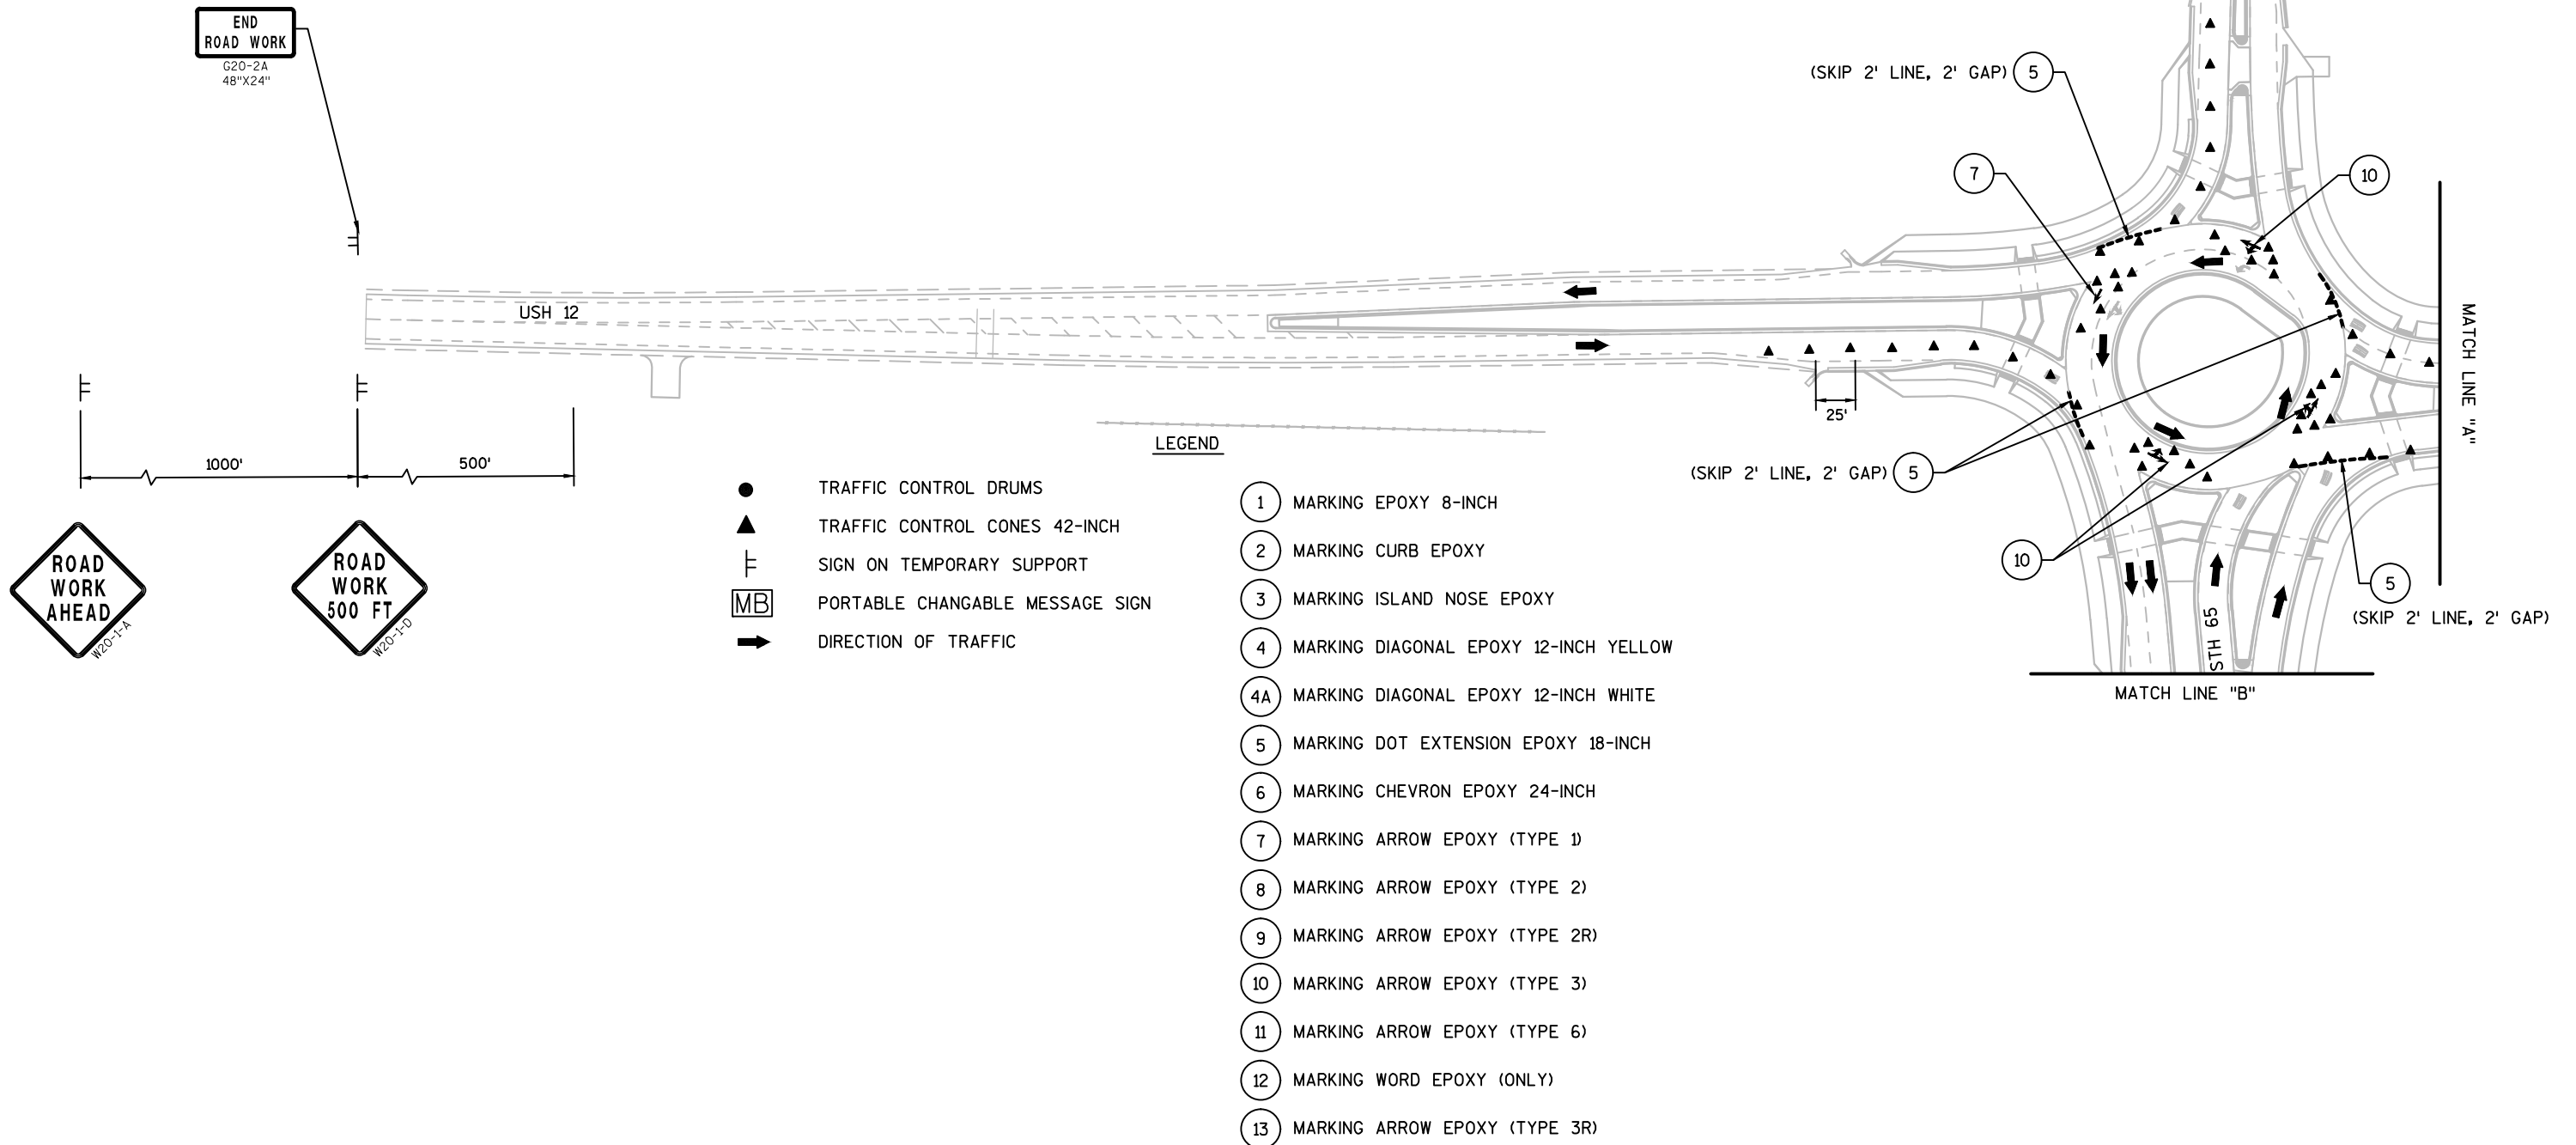 END
ROAD WORK
G20-2A
48"X24"
(SKIP 2' LINE, 2' GAP) 5
7
10
USH 12
MATCH LINE "A"
25'
1000'
500'
(SKIP 2' LINE, 2' GAP) 5
10
5
(SKIP 2' LINE, 2' GAP)
STH 65
MATCH LINE "B"
ROAD
WORK
AHEAD
W20-1-A
ROAD
WORK
500 FT
W20-1-D
LEGEND
TRAFFIC CONTROL DRUMS
TRAFFIC CONTROL CONES 42-INCH
SIGN ON TEMPORARY SUPPORT
MB PORTABLE CHANGABLE MESSAGE SIGN
DIRECTION OF TRAFFIC
1 MARKING EPOXY 8-INCH
2 MARKING CURB EPOXY
3 MARKING ISLAND NOSE EPOXY
4 MARKING DIAGONAL EPOXY 12-INCH YELLOW
4A MARKING DIAGONAL EPOXY 12-INCH WHITE
5 MARKING DOT EXTENSION EPOXY 18-INCH
6 MARKING CHEVRON EPOXY 24-INCH
7 MARKING ARROW EPOXY (TYPE 1)
8 MARKING ARROW EPOXY (TYPE 2)
9 MARKING ARROW EPOXY (TYPE 2R)
10 MARKING ARROW EPOXY (TYPE 3)
11 MARKING ARROW EPOXY (TYPE 6)
12 MARKING WORD EPOXY (ONLY)
13 MARKING ARROW EPOXY (TYPE 3R)